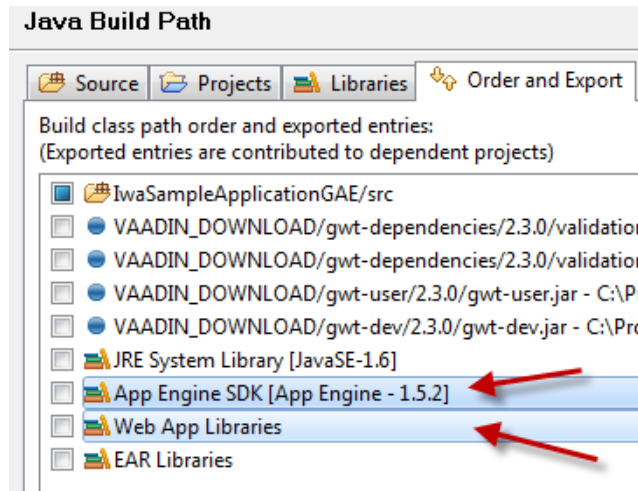 Java Build Path
Source Projects Libraries Order and Export
Build class path order and exported entries:
(Exported entries are contributed to dependent projects)
IwaSampleApplicationGAE/src
VAADIN_DOWNLOAD/gwt-dependencies/2.3.0/validation
VAADIN_DOWNLOAD/gwt-dependencies/2.3.0/validation
VAADIN_DOWNLOAD/gwt-user/2.3.0/gwt-user.jar - C:\Pr
VAADIN_DOWNLOAD/gwt-dev/2.3.0/gwt-dev.jar - C:\Pro
JRE System Library [JavaSE-1.6]
App Engine SDK [App Engine - 1.5.2]
Web App Libraries
EAR Libraries